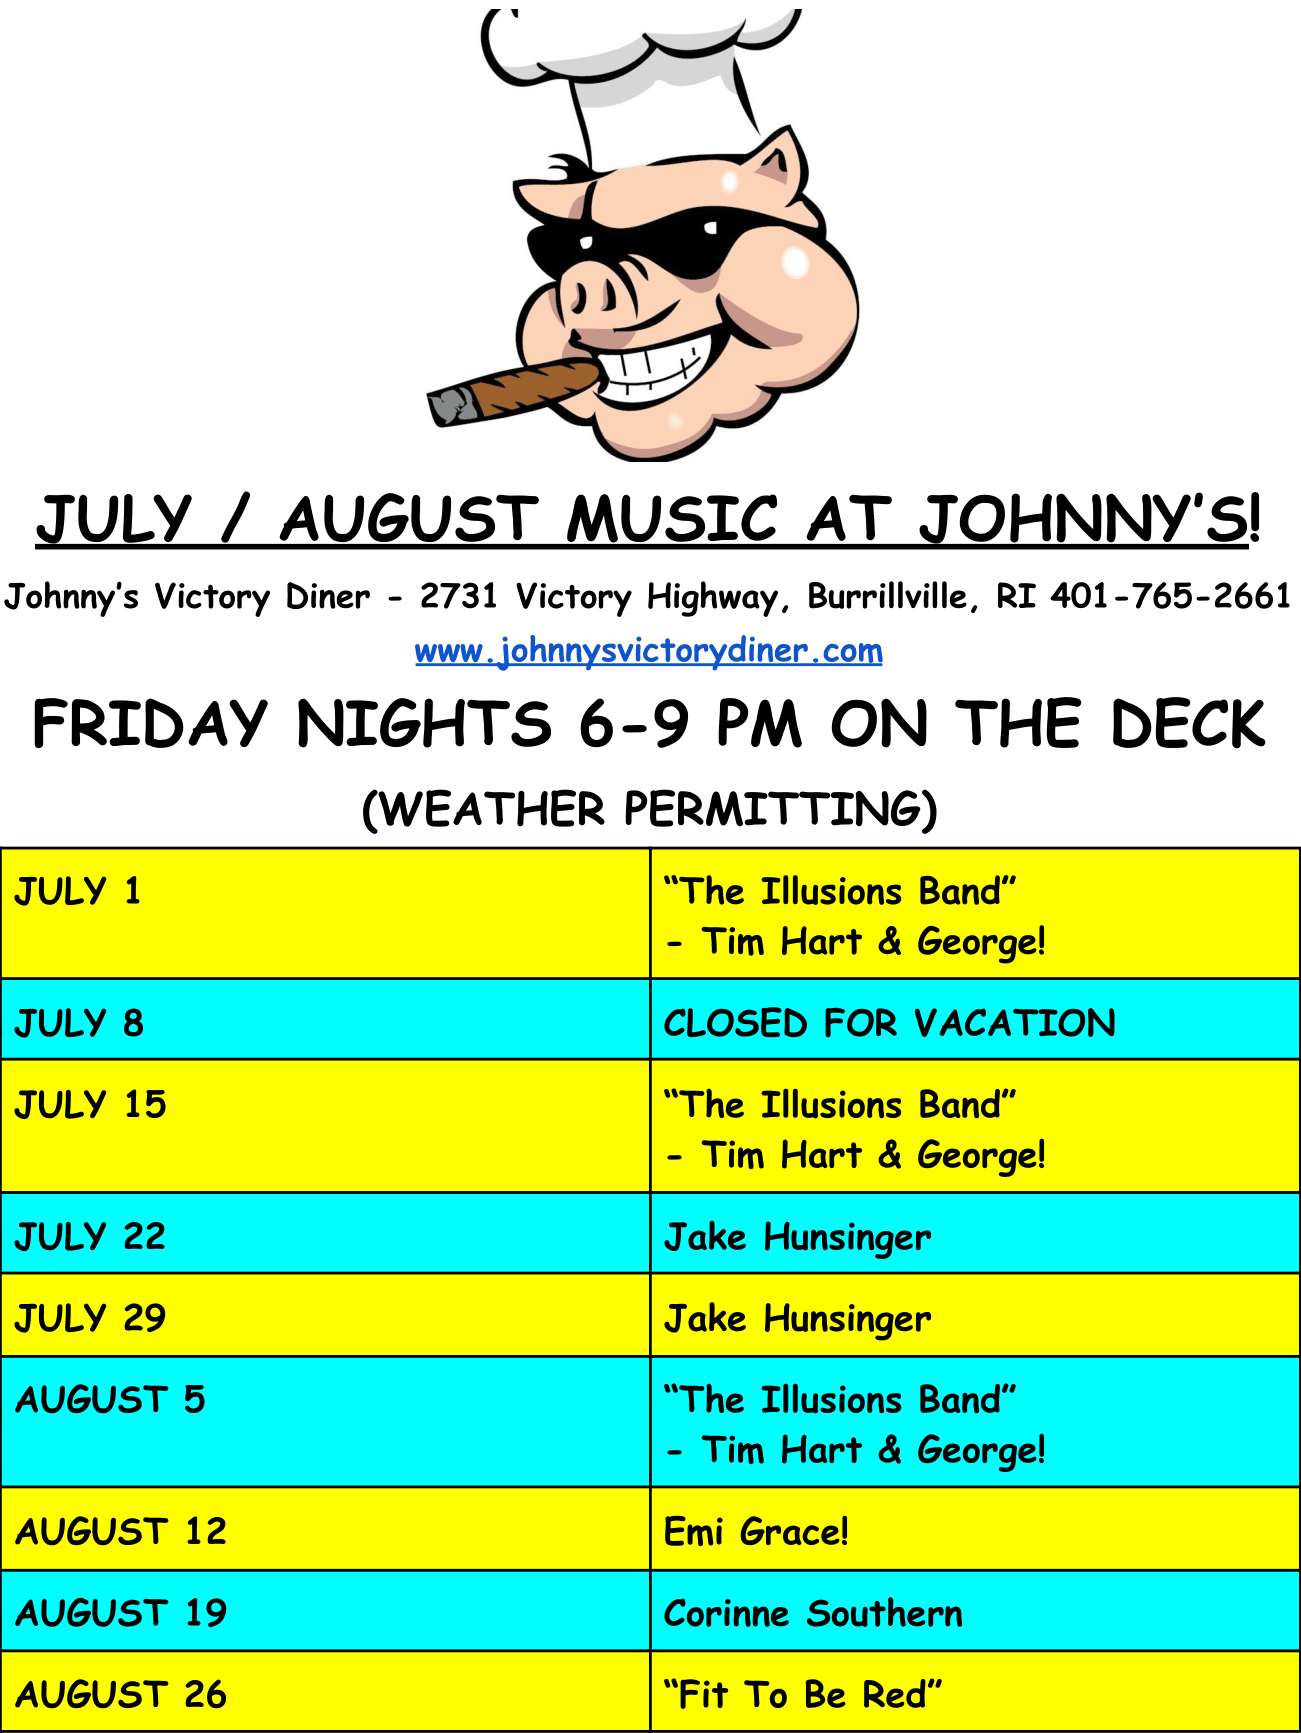 JULY / AUGUST MUSIC AT JOHNNY’S!
Johnny’s Victory Diner - 2731 Victory Highway, Burrillville, RI 401-765-2661
www.johnnysvictorydiner.com
FRIDAY NIGHTS 6-9 PM ON THE DECK
(WEATHER PERMITTING)
JULY 1
“The Illusions Band”
- Tim Hart & George!
JULY 8
CLOSED FOR VACATION
JULY 15
“The Illusions Band”
- Tim Hart & George!
JULY 22
Jake Hunsinger
JULY 29
Jake Hunsinger
AUGUST 5
“The Illusions Band”
- Tim Hart & George!
AUGUST 12
Emi Grace!
AUGUST 19
Corinne Southern
AUGUST 26
“Fit To Be Red”